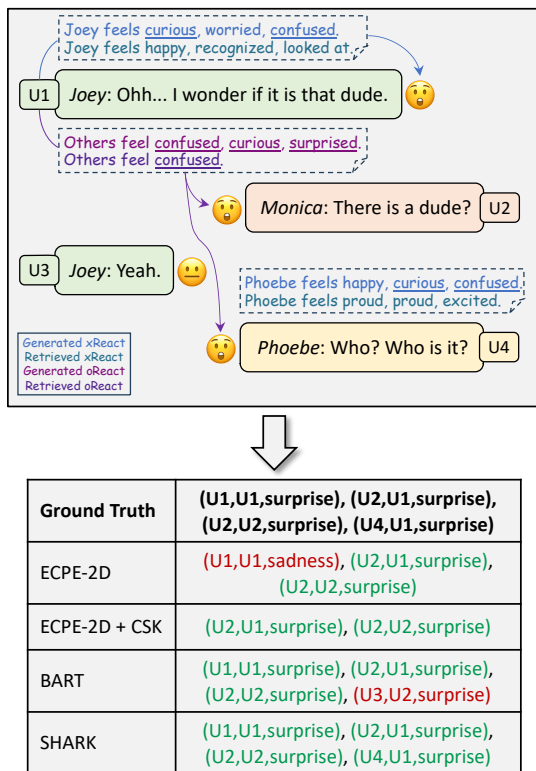 Joey feels curious, worried, confused.
Joey feels happy, recognized, looked at.
U1
Joey: Ohh... I wonder if it is that dude.
Others feel confused, curious, surprised.
Others feel confused.
Monica: There is a dude?
U2
U3
Joey: Yeah.
Phoebe feels happy, curious, confused.
Phoebe feels proud, proud, excited.
Generated xReact
Retrieved xReact
Generated oReact
Retrieved oReact
Phoebe: Who? Who is it?
U4
Ground Truth
(U1,U1,surprise), (U2,U1,surprise),
(U2,U2,surprise), (U4,U1,surprise)
ECPE-2D
(U1,U1,sadness), (U2,U1,surprise),
(U2,U2,surprise)
ECPE-2D + CSK
(U2,U1,surprise), (U2,U2,surprise)
BART
(U1,U1,surprise), (U2,U1,surprise),
(U2,U2,surprise), (U3,U2,surprise)
SHARK
(U1,U1,surprise), (U2,U1,surprise),
(U2,U2,surprise), (U4,U1,surprise)